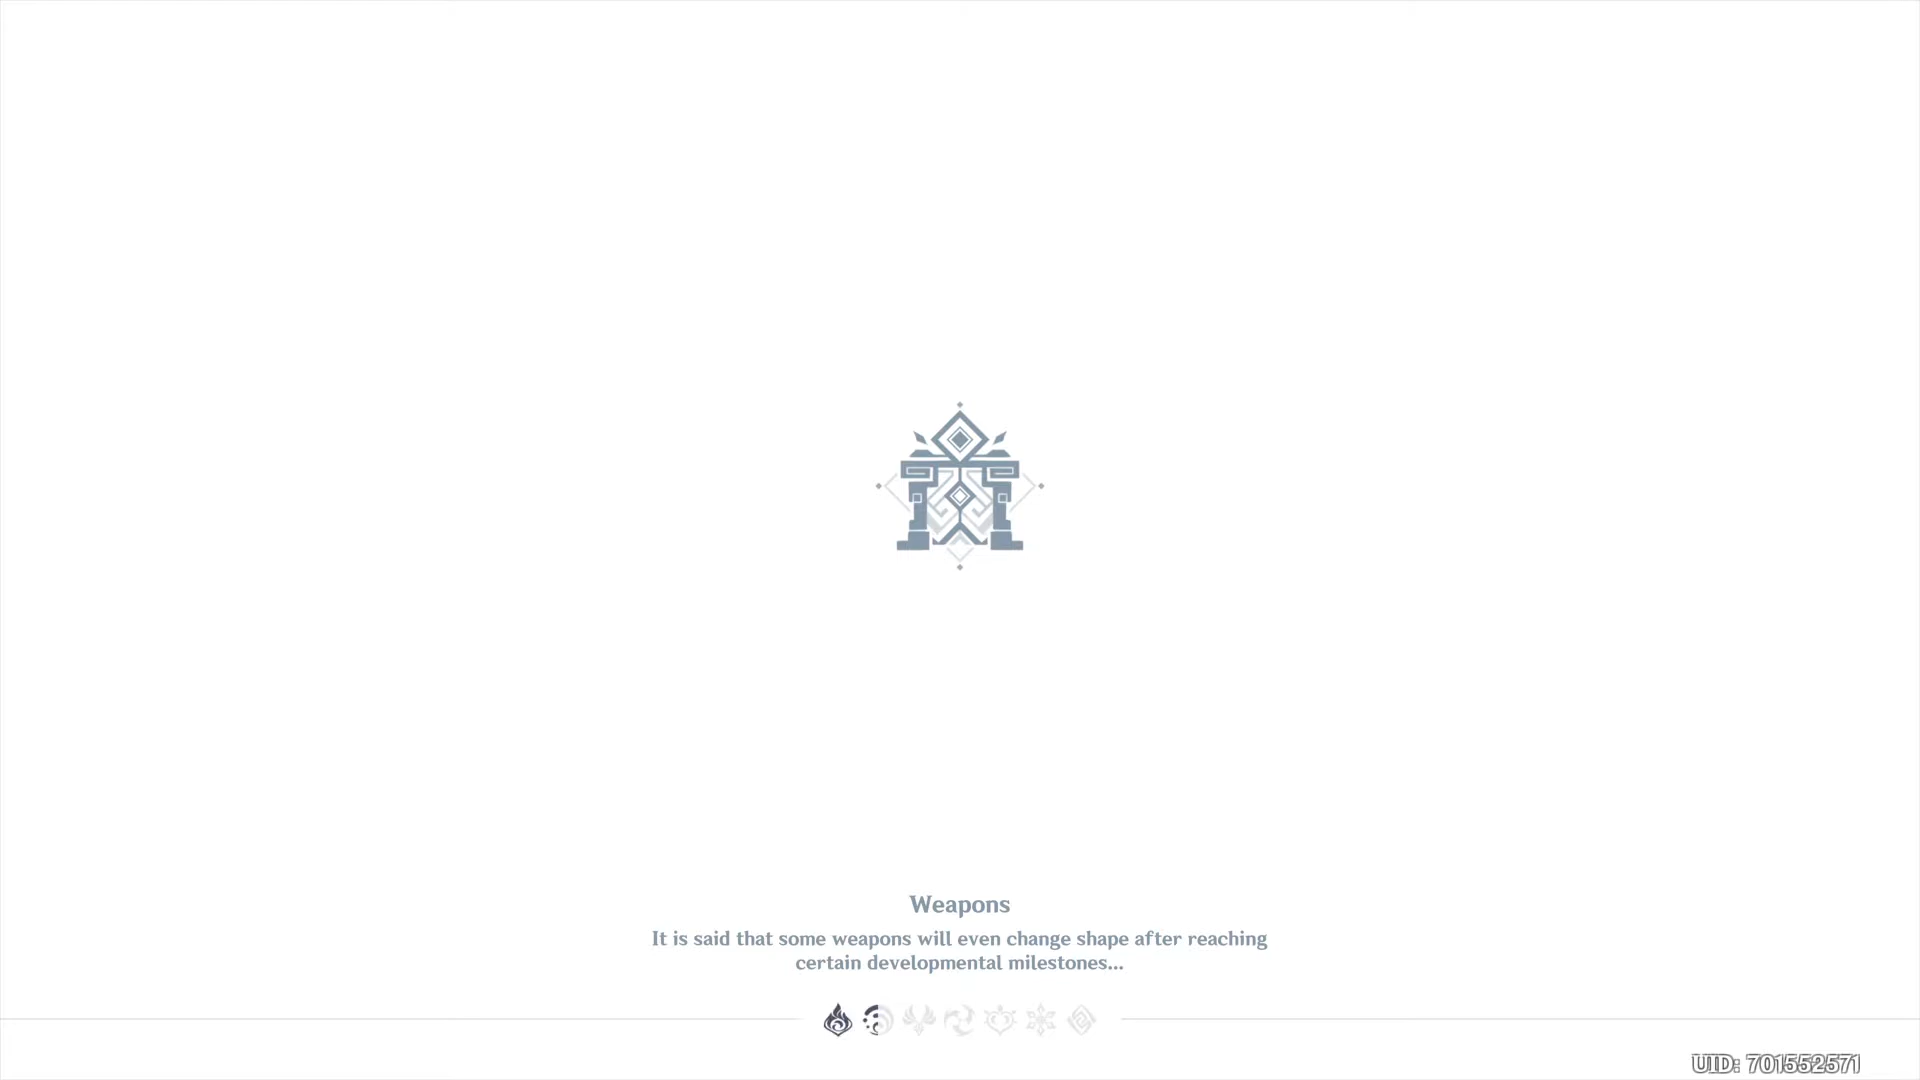 Weapons
It is said that some weapons will even change shape after reaching
certain developmental milestones...
UID: 701552571